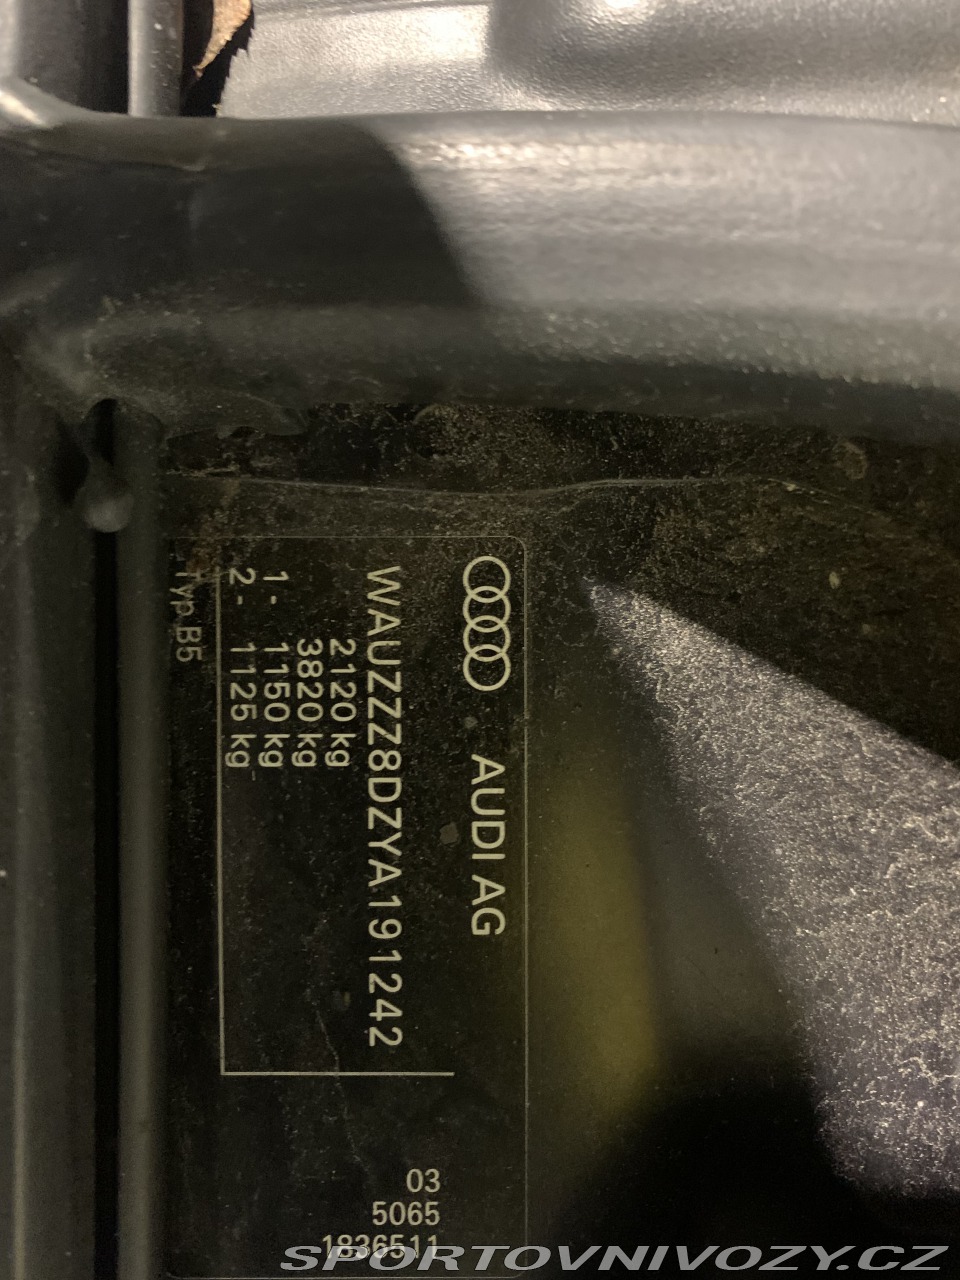 AUDI AG
WAUZZZ8DZYA191242
2120 kg
3820 kg
1- 1150 kg
2- 1125 kg
Typ B5
03
5065
1836511
SPORTOVNIVOZY.CZ